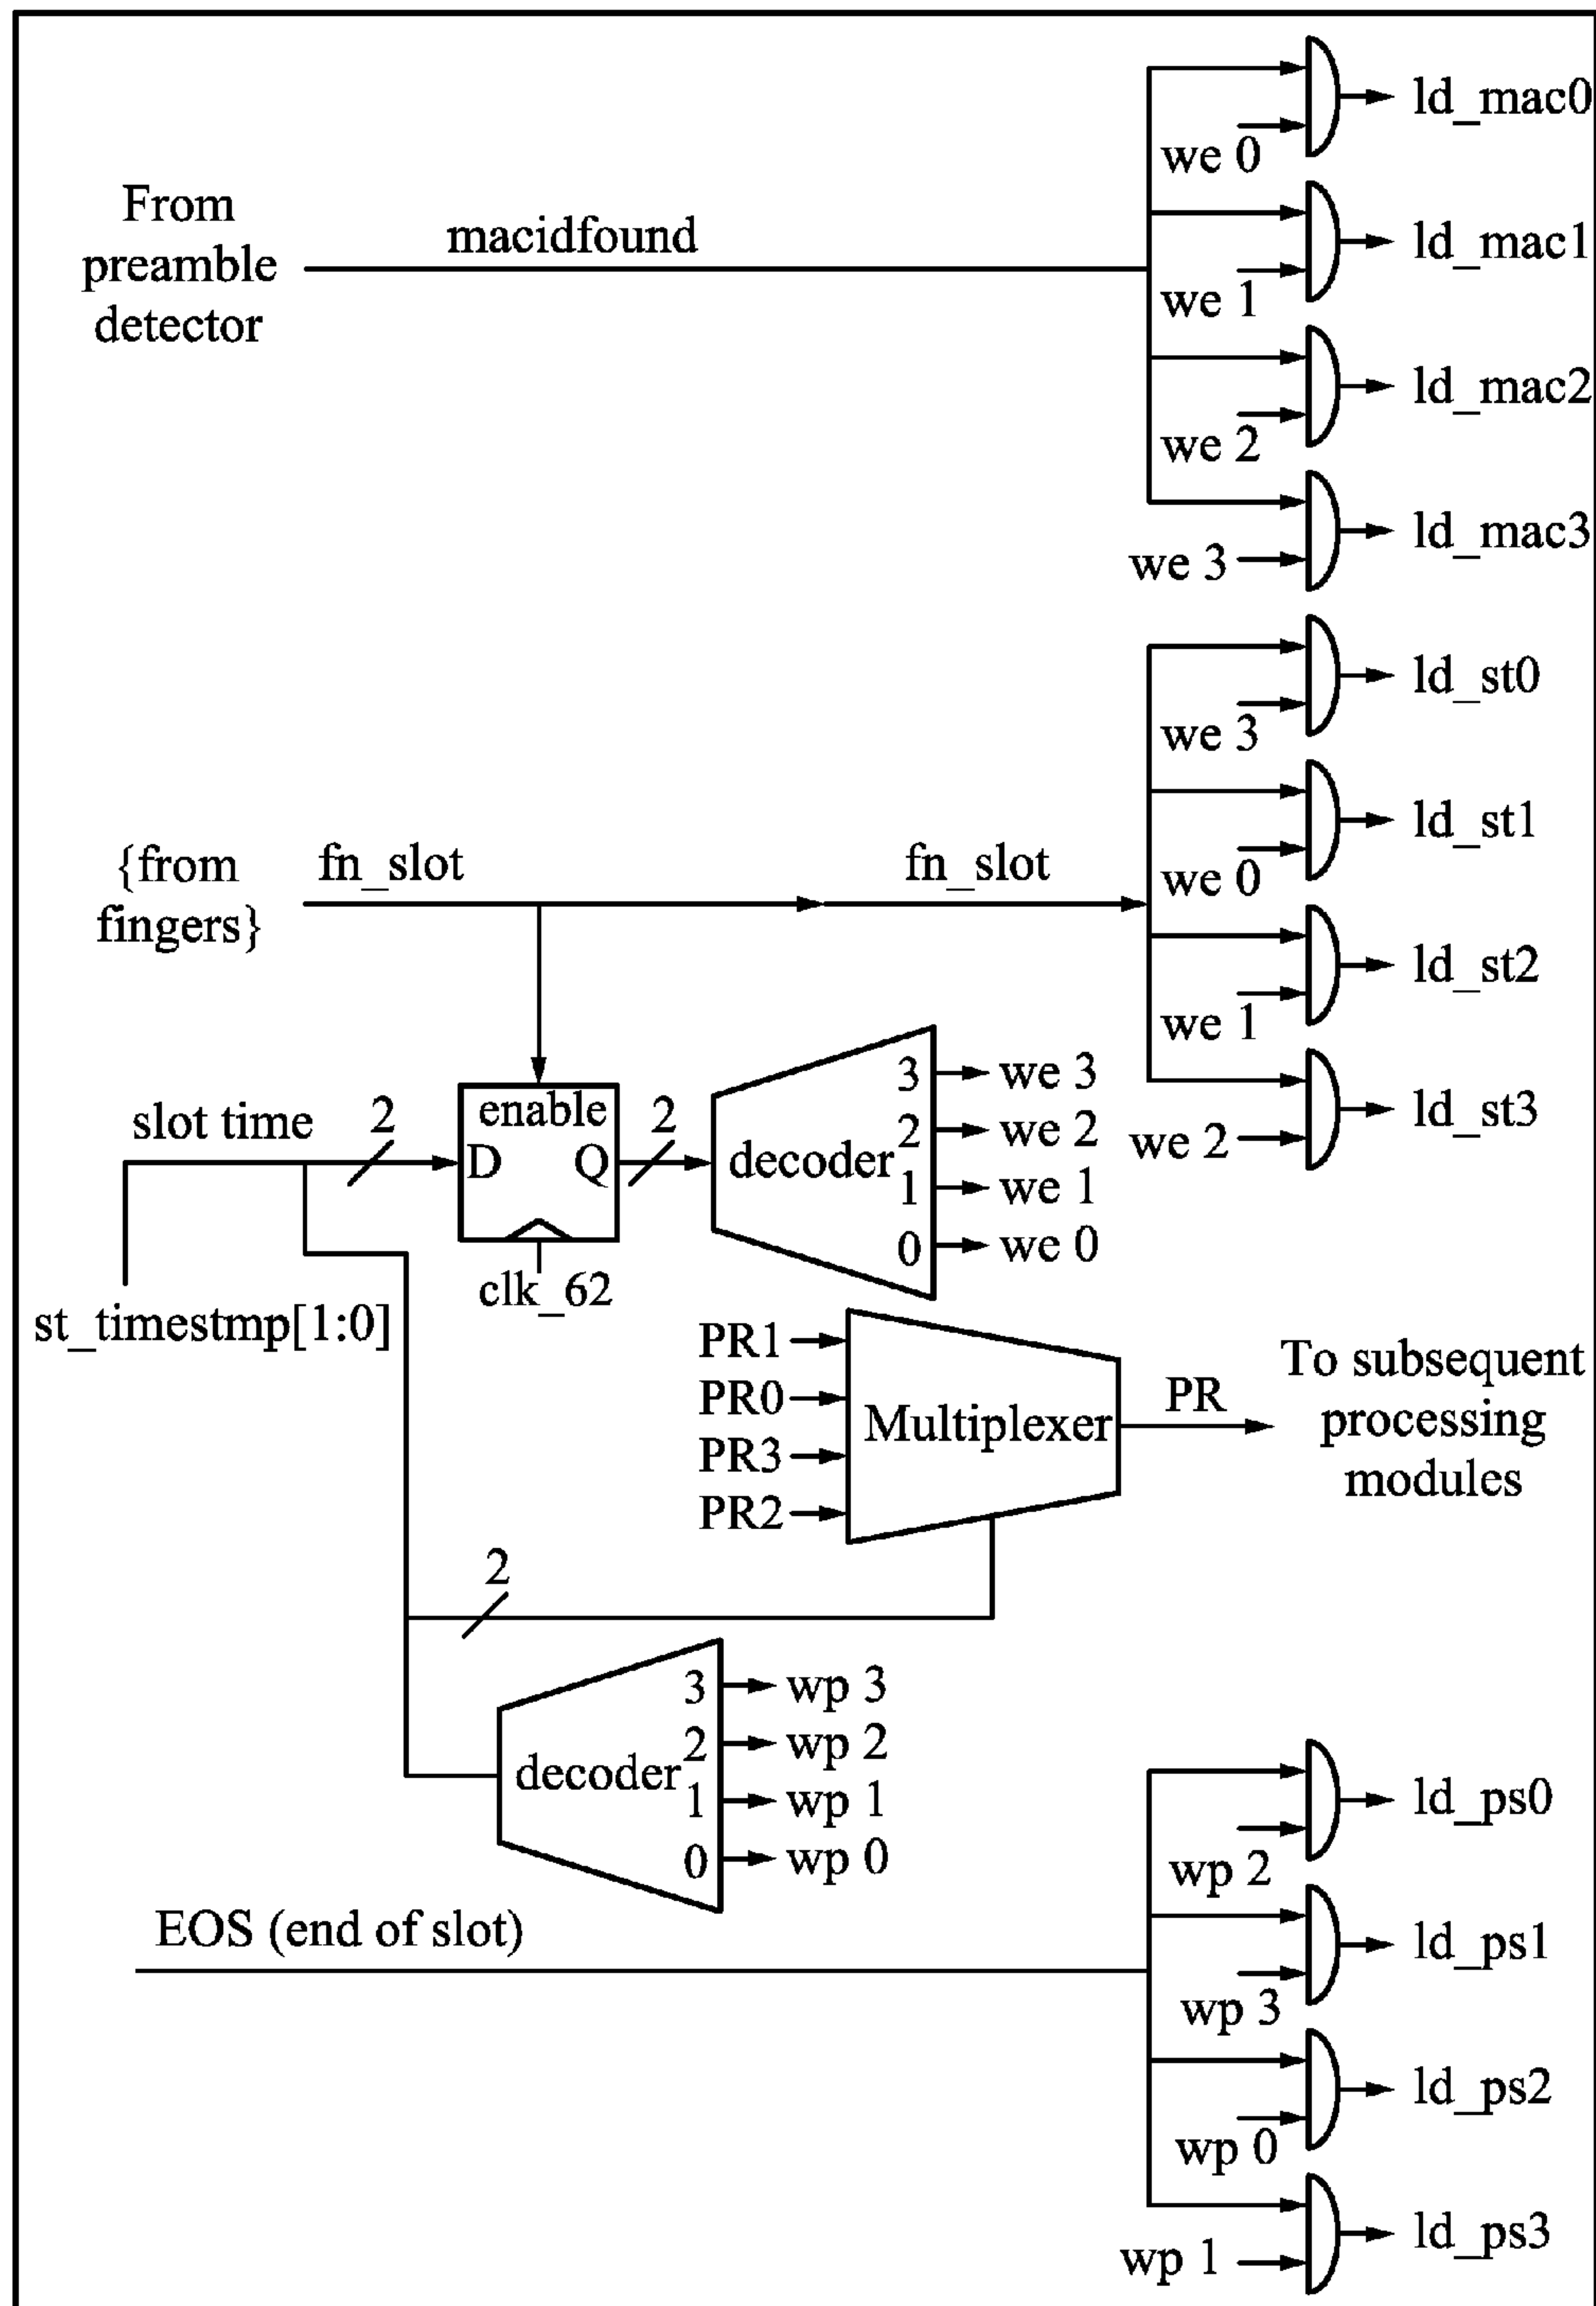 ld_mac0
we 0
From
preamble
detector
macidfound
ld_mac1
we 1
ld_mac2
we 2
ld_mac3
we 3
ld_st0
we 3
ld_st1
we 0
{from
fingers}
fn_slot
fn_slot
ld_st2
we 1
ld_st3
we 2
slot time
2
enable
D Q
clk_62
2
decoder
3
2
1
0
we 3
we 2
we 1
we 0
st_timestmp[1:0]
PR1
PR0
PR3
PR2
Multiplexer
PR
To subsequent
processing
modules
2
decoder
3
2
1
0
wp 3
wp 2
wp 1
wp 0
EOS (end of slot)
ld_ps0
wp 2
ld_ps1
wp 3
ld_ps2
wp 0
ld_ps3
wp 1